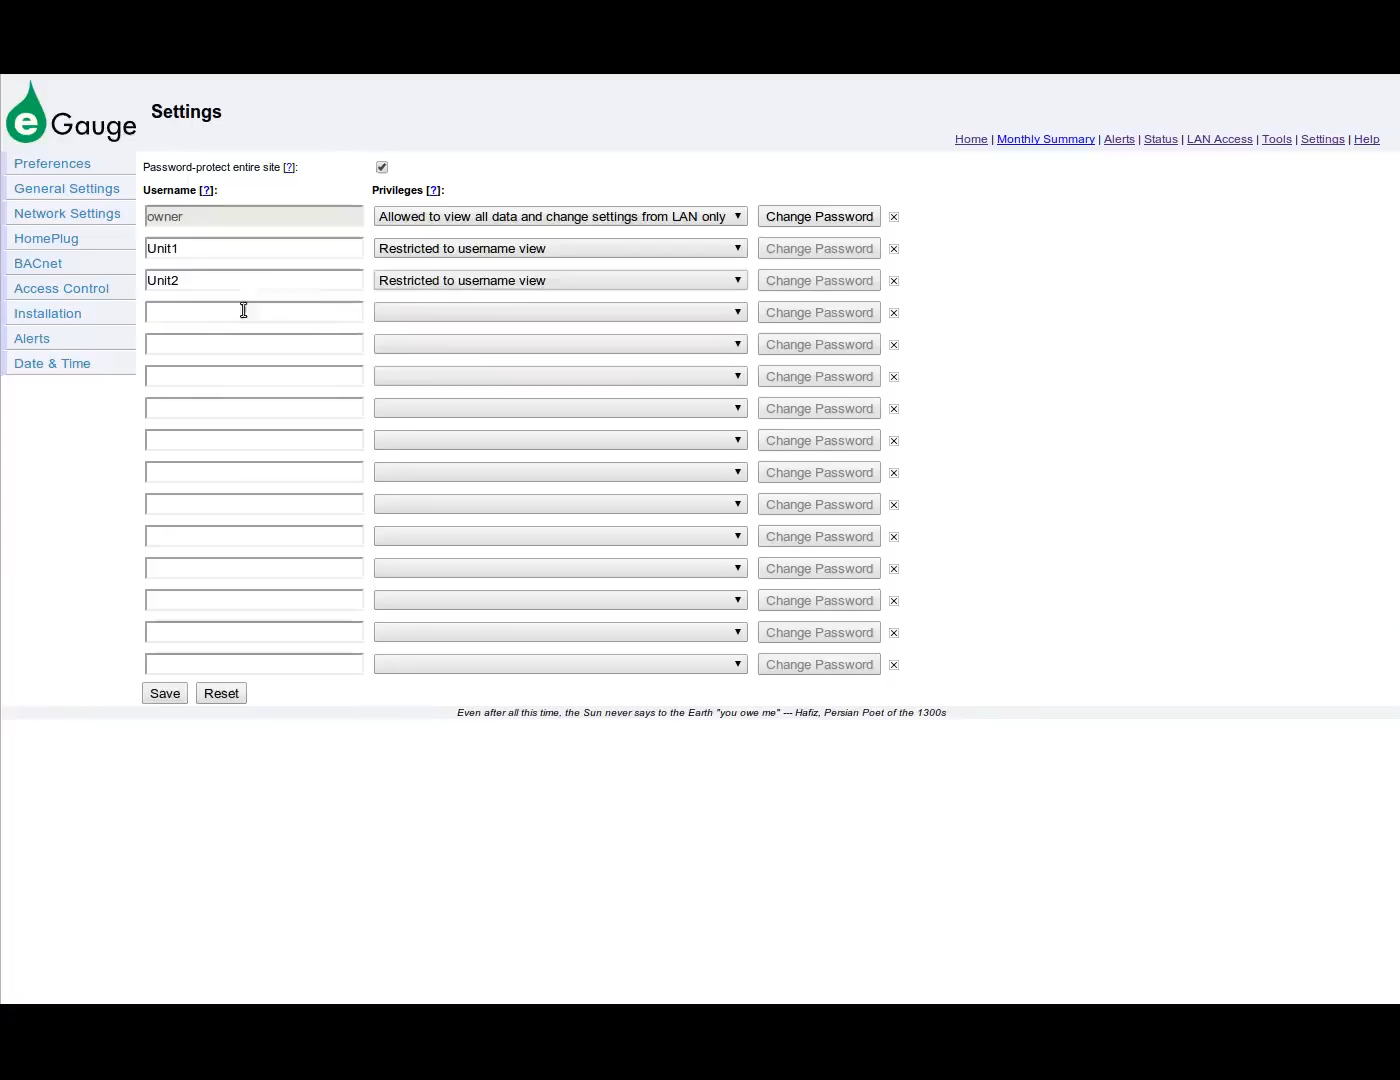 e Gauge
Settings
Home | Monthly Summary | Alerts | Status | LAN Access | Tools | Settings | Help
Preferences
General Settings
Network Settings
HomePlug
BACnet
Access Control
Installation
Alerts
Date & Time
Password-protect entire site [?]:
Username [?]: Privileges [?]:
owner Allowed to view all data and change settings from LAN only Change Password
Unit1 Restricted to username view Change Password
Unit2 Restricted to username view Change Password
Change Password
Change Password
Change Password
Change Password
Change Password
Change Password
Change Password
Change Password
Change Password
Change Password
Change Password
Change Password
Save Reset
Even after all this time, the Sun never says to the Earth "you owe me" --- Hafiz, Persian Poet of the 1300s